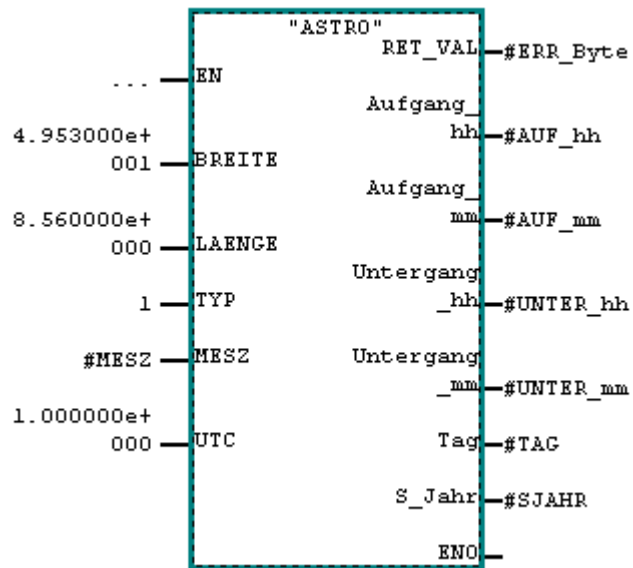 "ASTRO"
RET_VAL #ERR_Byte
... EN
Aufgang_
hh #AUF_hh
4.953000e+
001 BREITE
Aufgang_
mm #AUF_mm
8.560000e+
000 LAENGE
Untergang
_hh #UNTER_hh
1 TYP
#MESZ MESZ
Untergang
_mm #UNTER_mm
1.000000e+
000 UTC
Tag #TAG
S_Jahr #SJAHR
ENO